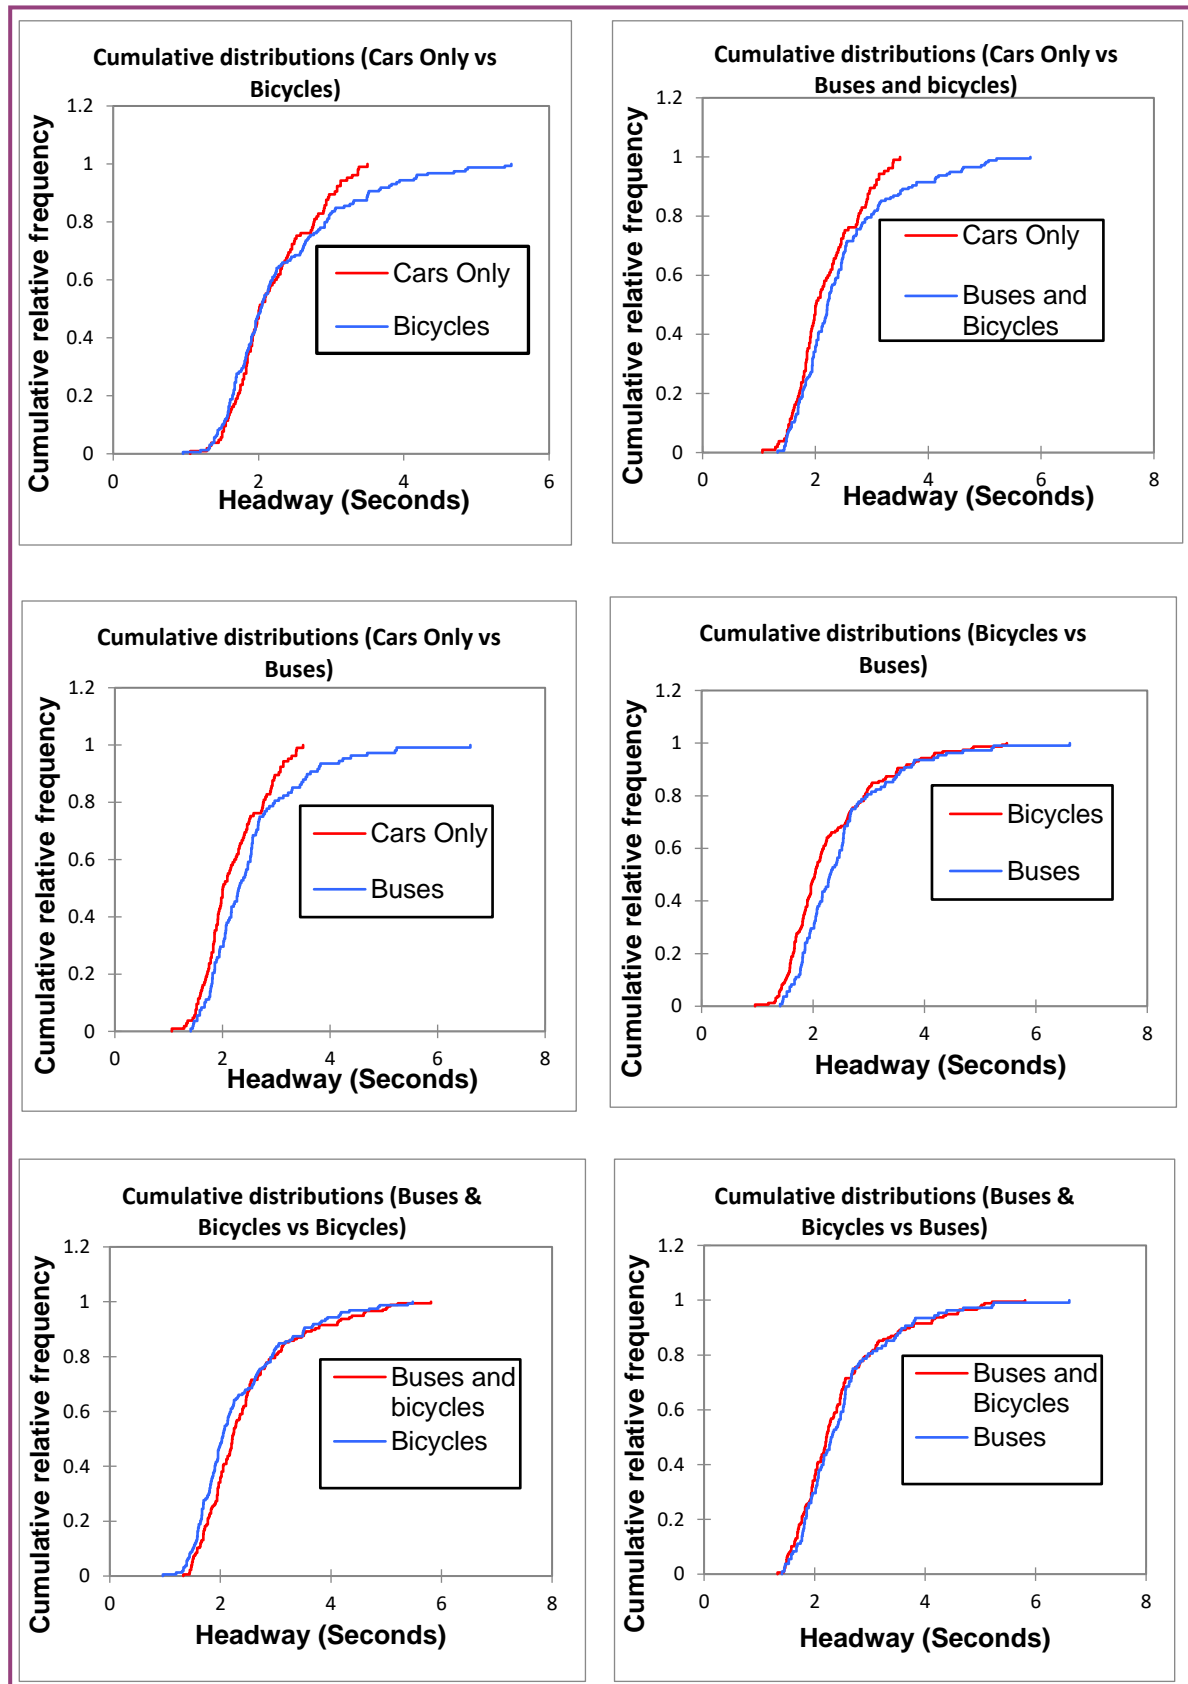 Cumulative distributions (Cars Only vs
Bicycles)
Cumulative relative frequency
1.2
1
0.8
0.6
0.4
0.2
0
0
2
4
6
Headway (Seconds)
Cars Only
Bicycles
Cumulative distributions (Cars Only vs
Buses and bicycles)
Cumulative relative frequency
1.2
1
0.8
0.6
0.4
0.2
0
0
2
4
6
8
Headway (Seconds)
Cars Only
Buses and
Bicycles
Cumulative distributions (Cars Only vs
Buses)
Cumulative relative frequency
1.2
1
0.8
0.6
0.4
0.2
0
0
2
4
6
8
Headway (Seconds)
Cars Only
Buses
Cumulative distributions (Bicycles vs
Buses)
Cumulative relative frequency
1.2
1
0.8
0.6
0.4
0.2
0
0
2
4
6
8
Headway (Seconds)
Bicycles
Buses
Cumulative distributions (Buses &
Bicycles vs Bicycles)
Cumulative relative frequency
1.2
1
0.8
0.6
0.4
0.2
0
0
2
4
6
8
Headway (Seconds)
Buses and
bicycles
Bicycles
Cumulative distributions (Buses &
Bicycles vs Buses)
Cumulative relative frequency
1.2
1
0.8
0.6
0.4
0.2
0
0
2
4
6
8
Headway (Seconds)
Buses and
Bicycles
Buses